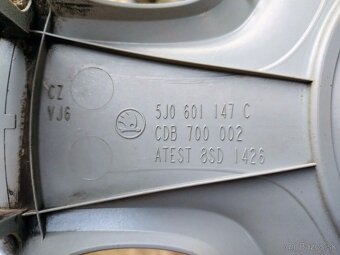 CZ
VJ6
5J0 601 147 C
CDB 700 002
ATEST 8SD 1426